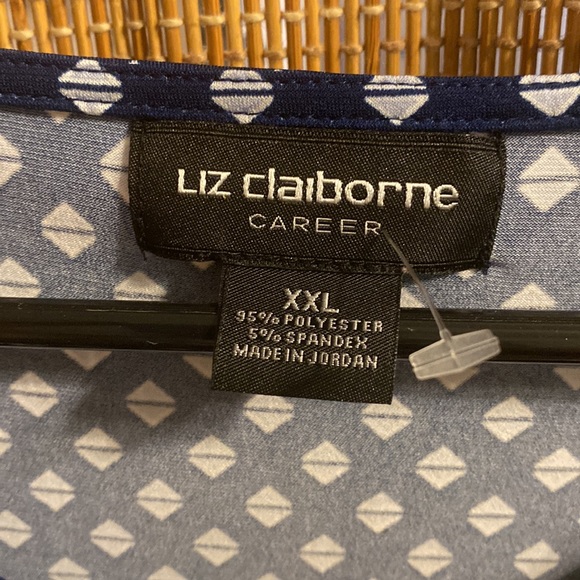 Liz claiborne
CAREER
XXL
95% POLYESTER
5% SPANDEX
MADE IN JORDAN